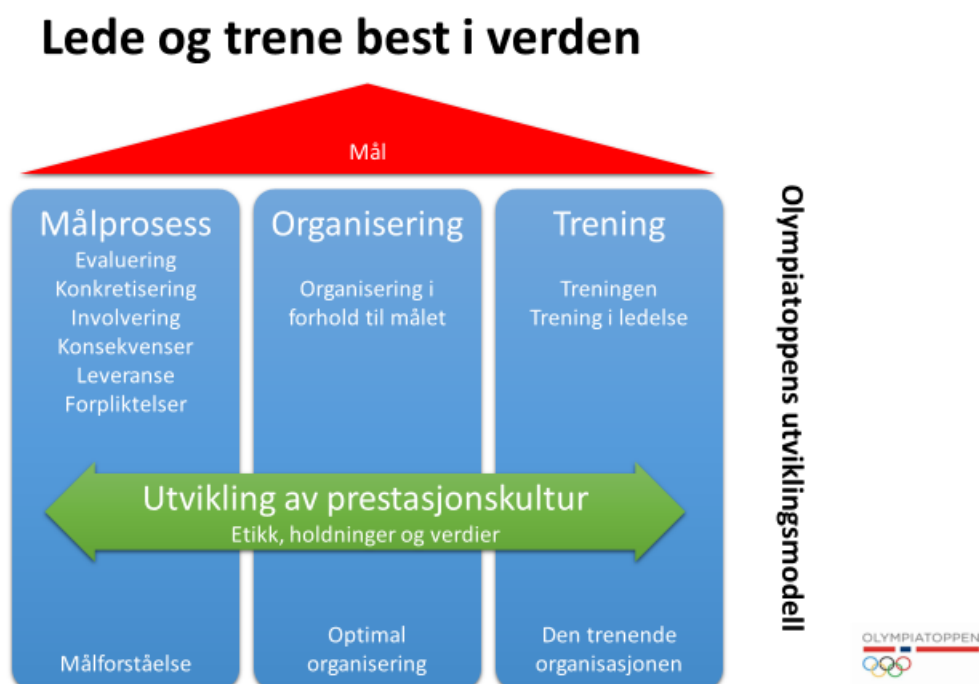 Lede og trene best i verden
Mål
Målprosess
Evaluering
Konkretisering
Involvering
Konsekvenser
Leveranse
Forpliktelser
Organisering
Organisering i
forhold til målet
Trening
Treningen
Trening i ledelse
Utvikling av prestasjonskultur
Etikk, holdninger og verdier
Målforståelse
Optimal
organisering
Den trenende
organisasjonen
Olympiatoppens utviklingsmodell
OLYMPIATOPPEN